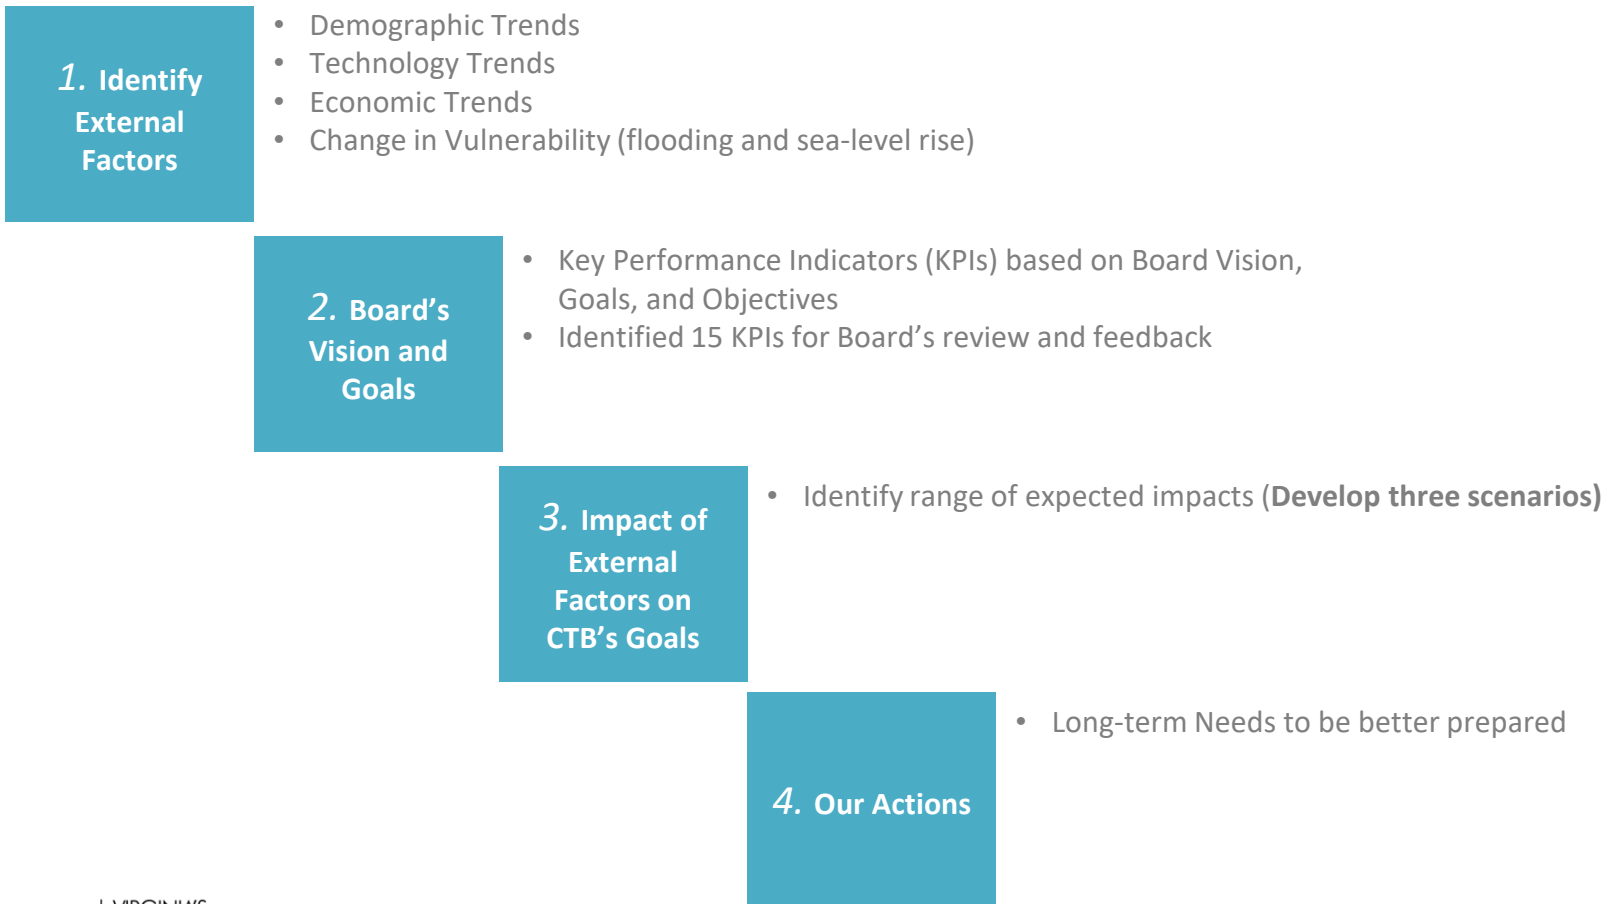 1. Identify
External
Factors
• Demographic Trends
• Technology Trends
• Economic Trends
• Change in Vulnerability (flooding and sea-level rise)
2. Board’s
Vision and
Goals
• Key Performance Indicators (KPIs) based on Board Vision,
Goals, and Objectives
• Identified 15 KPIs for Board’s review and feedback
3. Impact of
External
Factors on
CTB’s Goals
• Identify range of expected impacts (Develop three scenarios)
4. Our Actions
• Long-term Needs to be better prepared